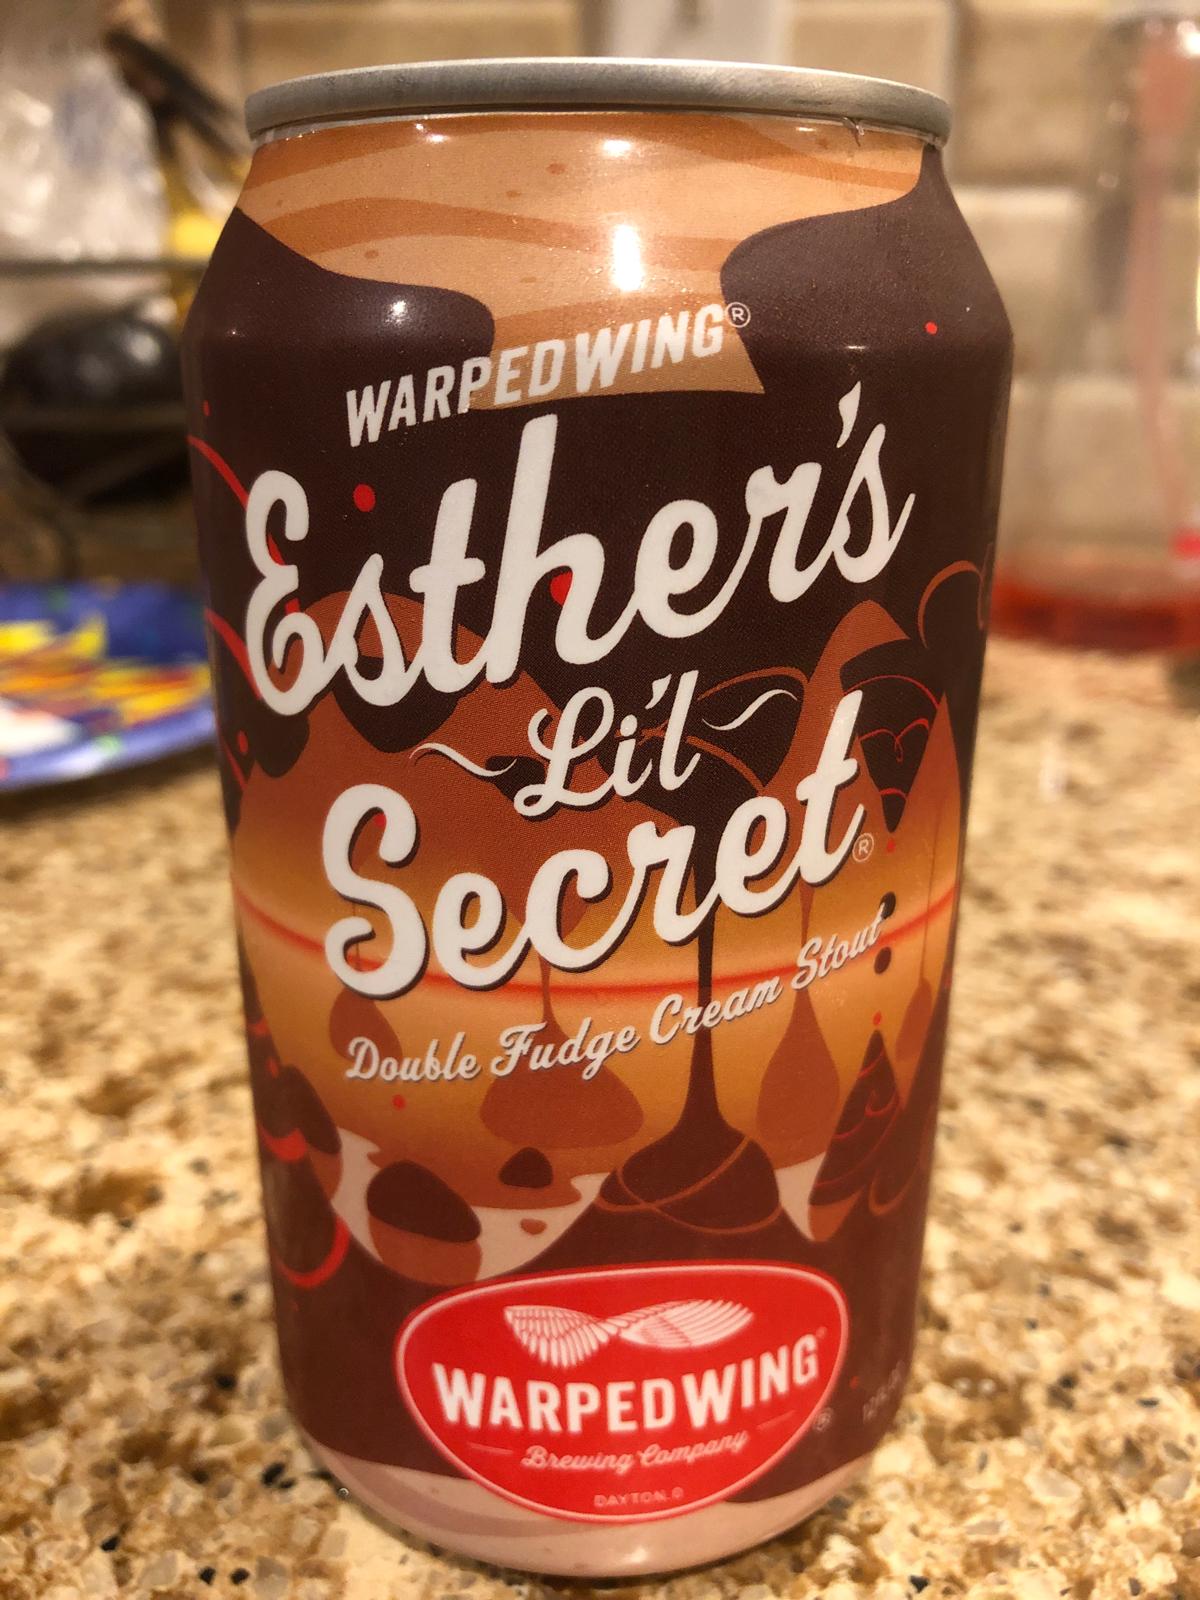 WARPEDWING®
Esther's
Li'l
Secret®
Double Fudge Cream Stout
WARPEDWING®
Brewing Company
DAYTON, O